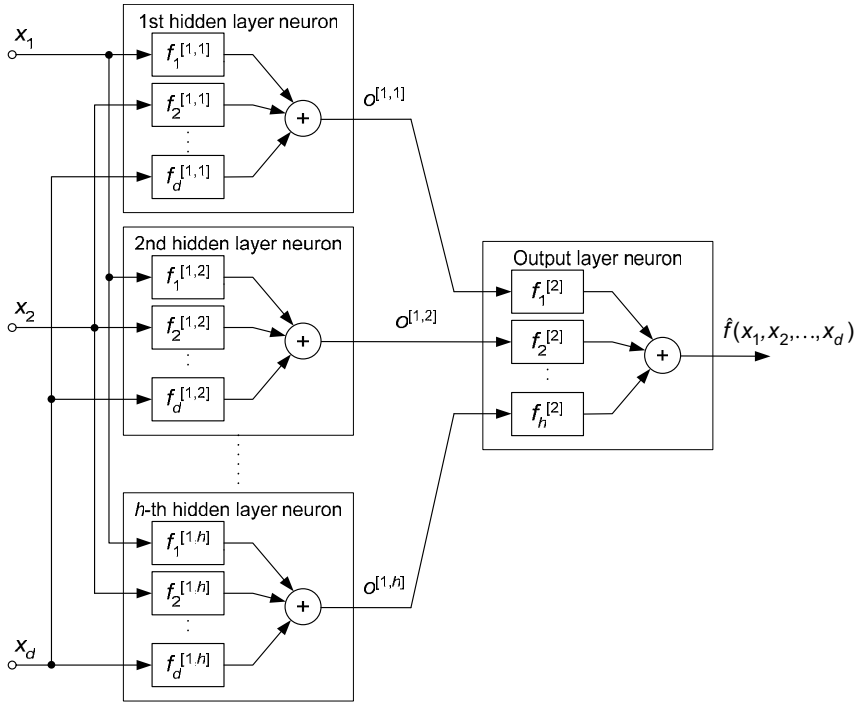 x1
1st hidden layer neuron
f1[1,1]
f2[1,1]
fd[1,1]
+
o[1,1]
2nd hidden layer neuron
x2
f1[1,2]
f2[1,2]
fd[1,2]
+
o[1,2]
Output layer neuron
f1[2]
f2[2]
fh[2]
+
f̂(x1,x2,...,xd)
h-th hidden layer neuron
xd
f1[1,h]
f2[1,h]
fd[1,h]
+
o[1,h]